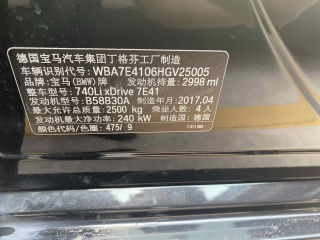 德国宝马汽车集团丁格芬工厂制造
车辆识别代号: WBA7E4106HGV25005
品牌: 宝马(BMW)牌 发动机排量: 2998 ml
整车型号: 740Li xDrive 7E41
发动机型号: B58B30A 制造年月: 2017.04
最大允许总质量: 2500 kg 乘坐人数: 4 人
发动机最大净功率: 240 kW 制造国: 德国
颜色/色圈: 475/ 9